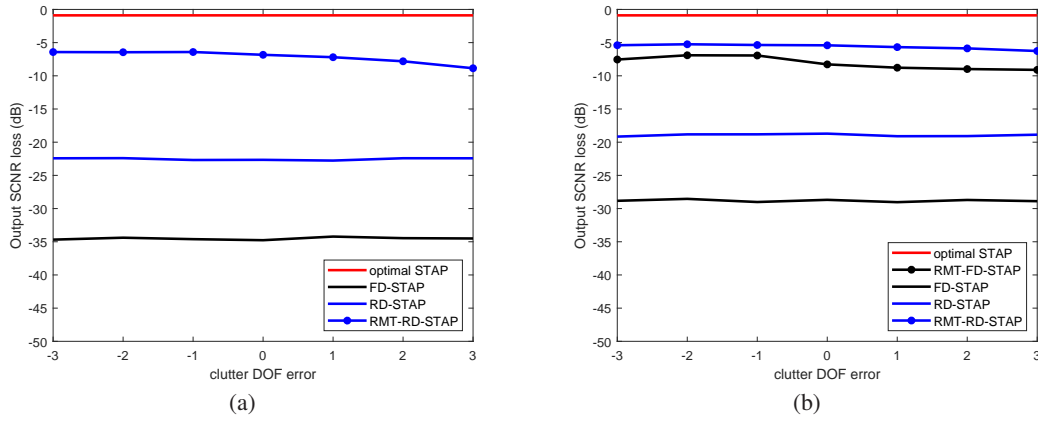 0
-5
-10
-15
-20
-25
-30
-35
-40
-45
-50
Output SCNR loss (dB)
optimal STAP
FD-STAP
RD-STAP
RMT-RD-STAP
-3 -2 -1 0 1 2 3
clutter DOF error
(a)
0
-5
-10
-15
-20
-25
-30
-35
-40
-45
-50
Output SCNR loss (dB)
optimal STAP
RMT-FD-STAP
FD-STAP
RD-STAP
RMT-RD-STAP
-3 -2 -1 0 1 2 3
clutter DOF error
(b)